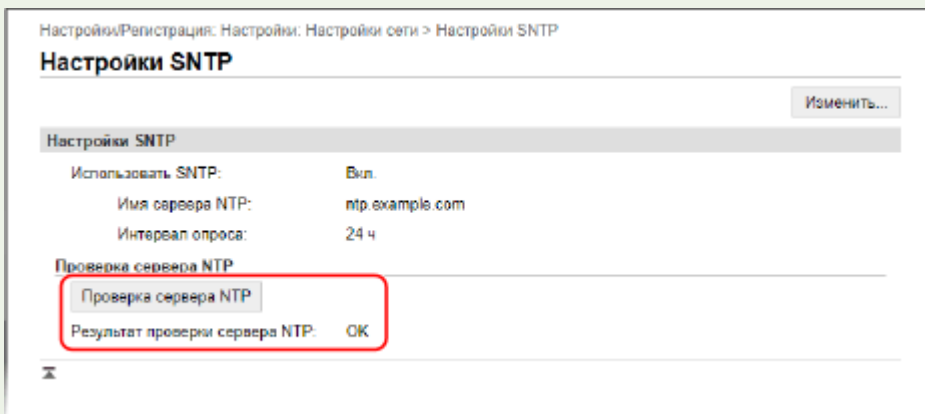 Настройки/Регистрация: Настройки: Настройки сети > Настройки SNTP
Настройки SNTP
Изменить...
Настройки SNTP
Использовать SNTP: Вкл.
Имя сервера NTP: ntp.example.com
Интервал опроса: 24 ч
Проверка сервера NTP
Проверка сервера NTP
Результат проверки сервера NTP: OK